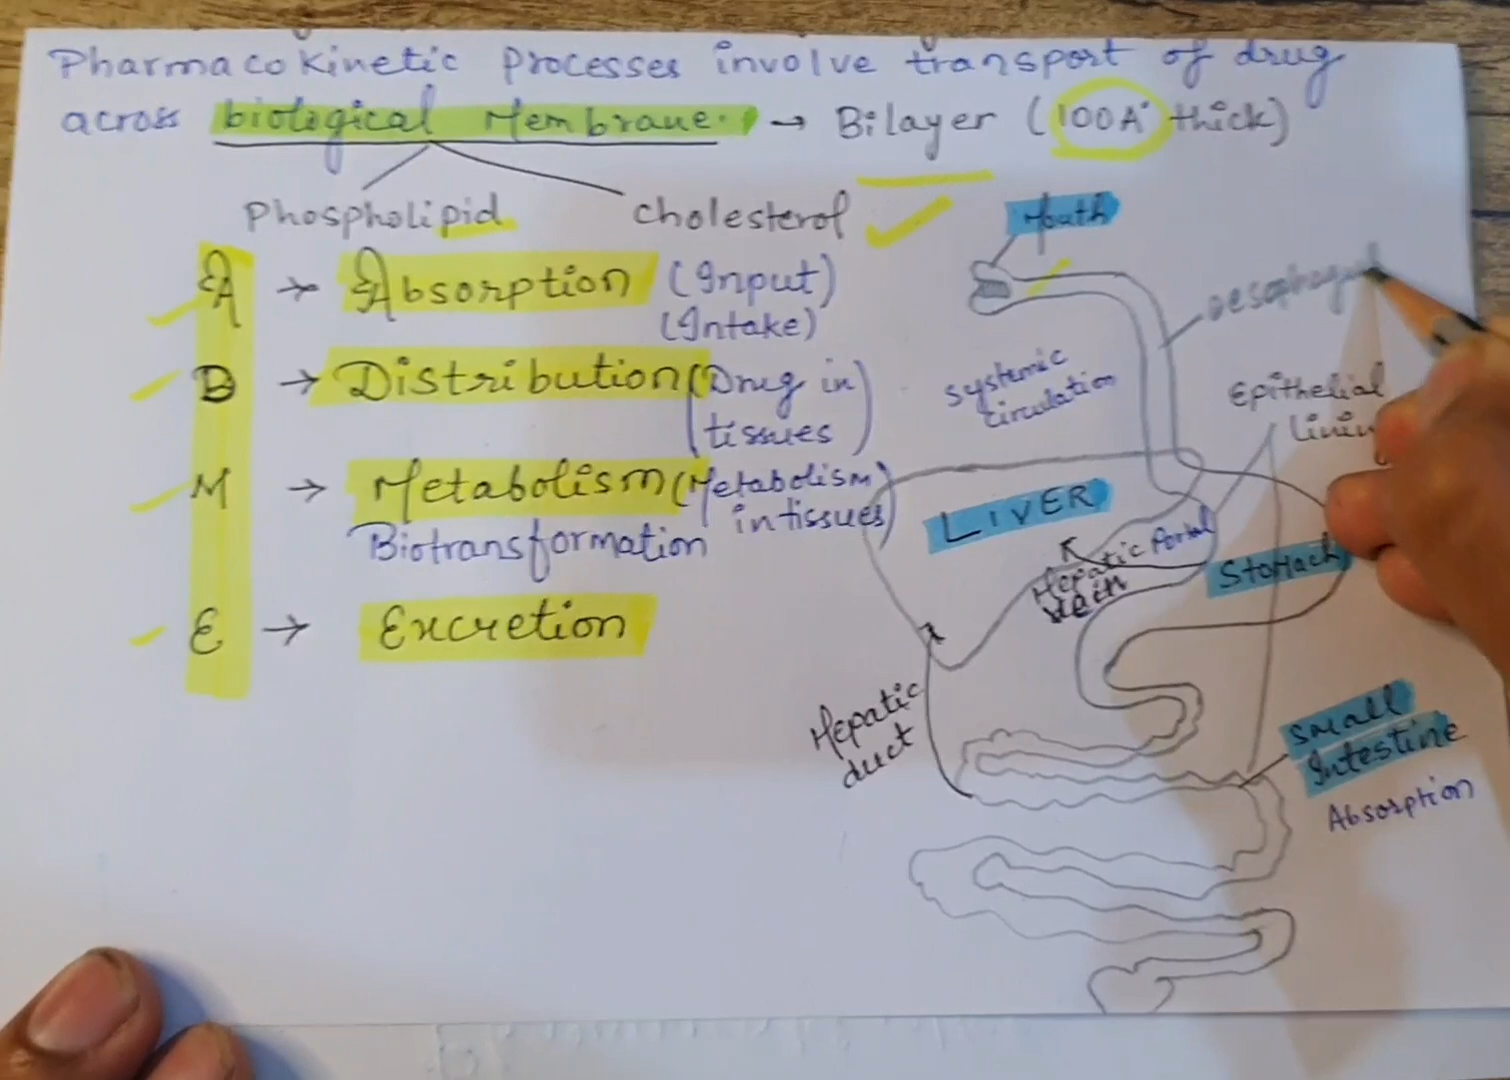 Pharmacokinetic Processes involve transport of drug
across biological Membrane. → Bilayer (100A° thick)
Phospholipid
cholesterol
A → Absorption (Input)
(Intake)
D → Distribution (Drug in
tissues)
M → Metabolism (Metabolism
in tissues)
Biotransformation
E → Excretion
Mouth
oesophagus
systemic
circulation
Epithelial
LIVER
Hepatic Portal
vein
Stomach
Hepatic
duct
Small
Intestine
Absorption